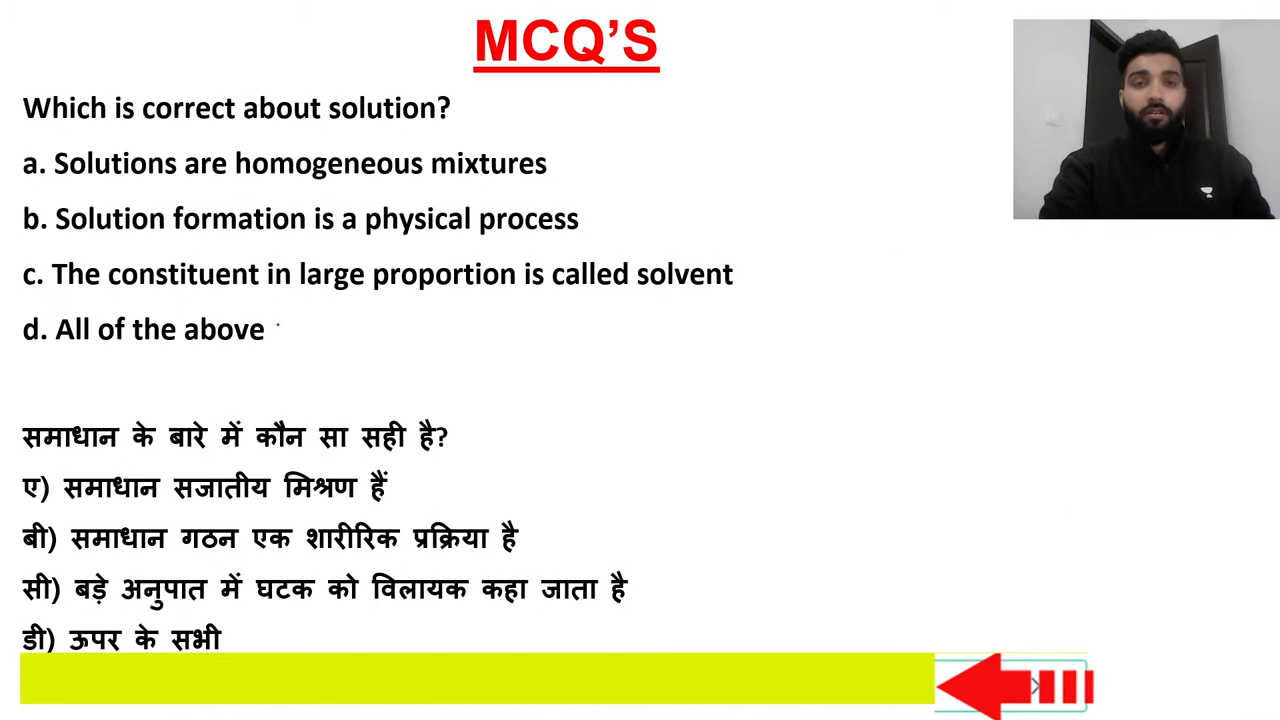 MCQ’S
Which is correct about solution?
a. Solutions are homogeneous mixtures
b. Solution formation is a physical process
c. The constituent in large proportion is called solvent
d. All of the above
समाधान के बारे में कौन सा सही है?
ए) समाधान सजातीय मिश्रण हैं
बी) समाधान गठन एक शारीरिक प्रक्रिया है
सी) बड़े अनुपात में घटक को विलायक कहा जाता है
डी) ऊपर के सभी